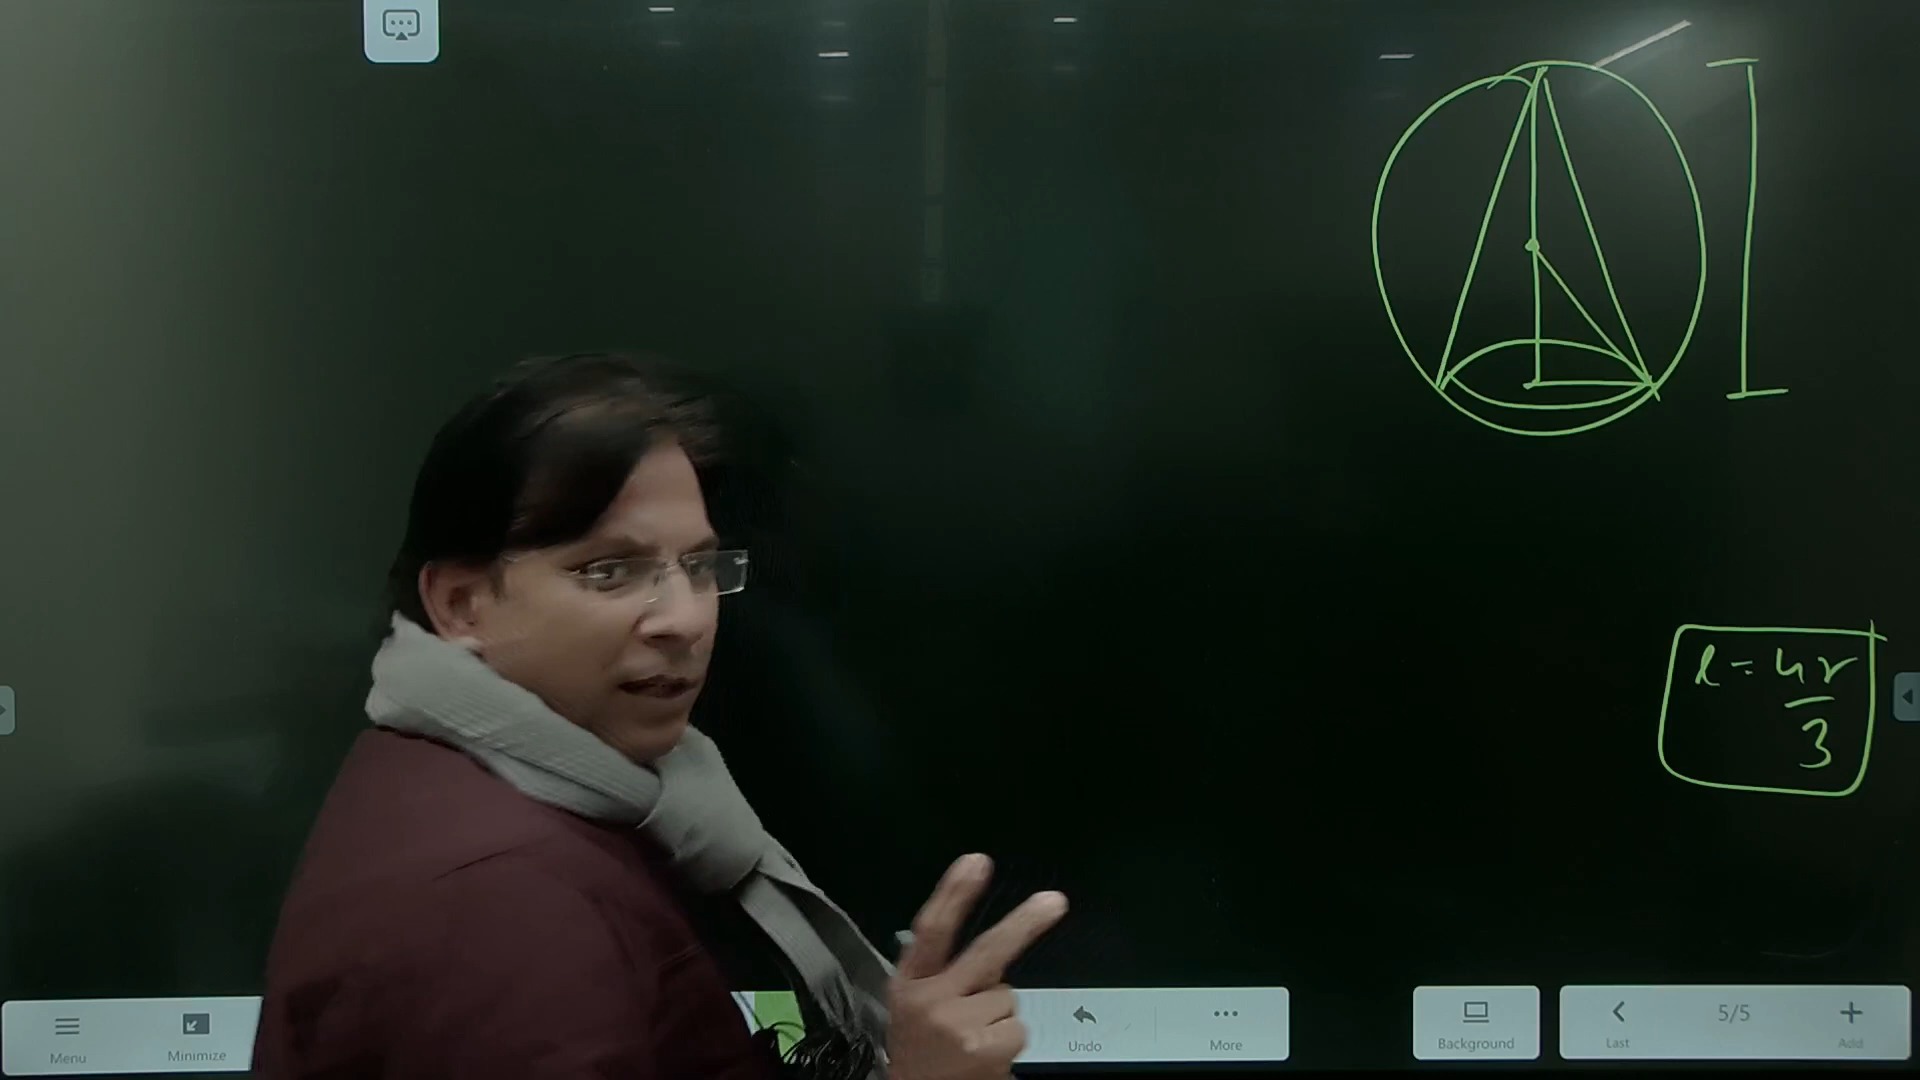 l = 4r
3
Menu
Minimize
Undo
More
Background
Last
5/5
Add